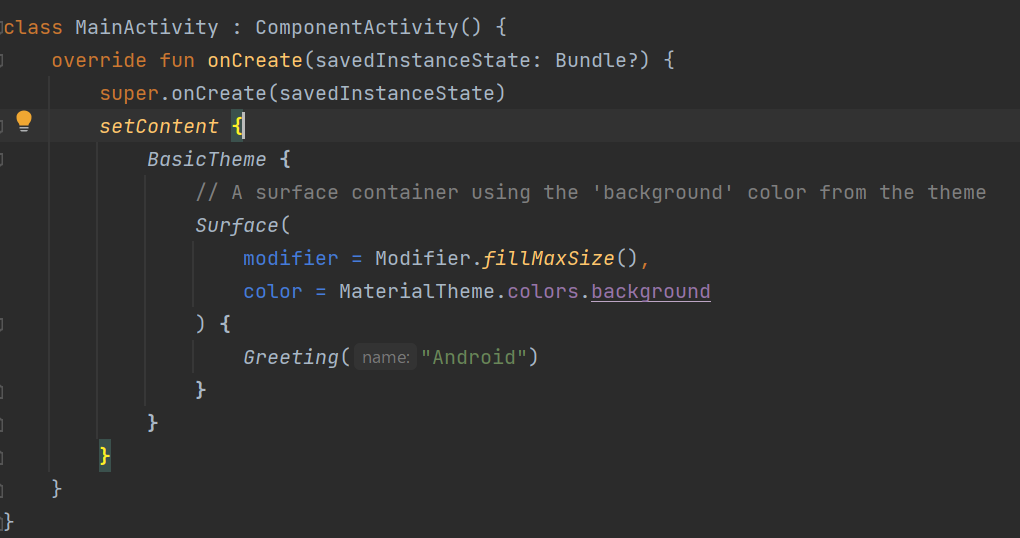 class MainActivity : ComponentActivity() {
    override fun onCreate(savedInstanceState: Bundle?) {
        super.onCreate(savedInstanceState)
        setContent {
            BasicTheme {
                // A surface container using the 'background' color from the theme
                Surface(
                    modifier = Modifier.fillMaxSize(),
                    color = MaterialTheme.colors.background
                ) {
                    Greeting( name: "Android")
                }
            }
        }
    }
}